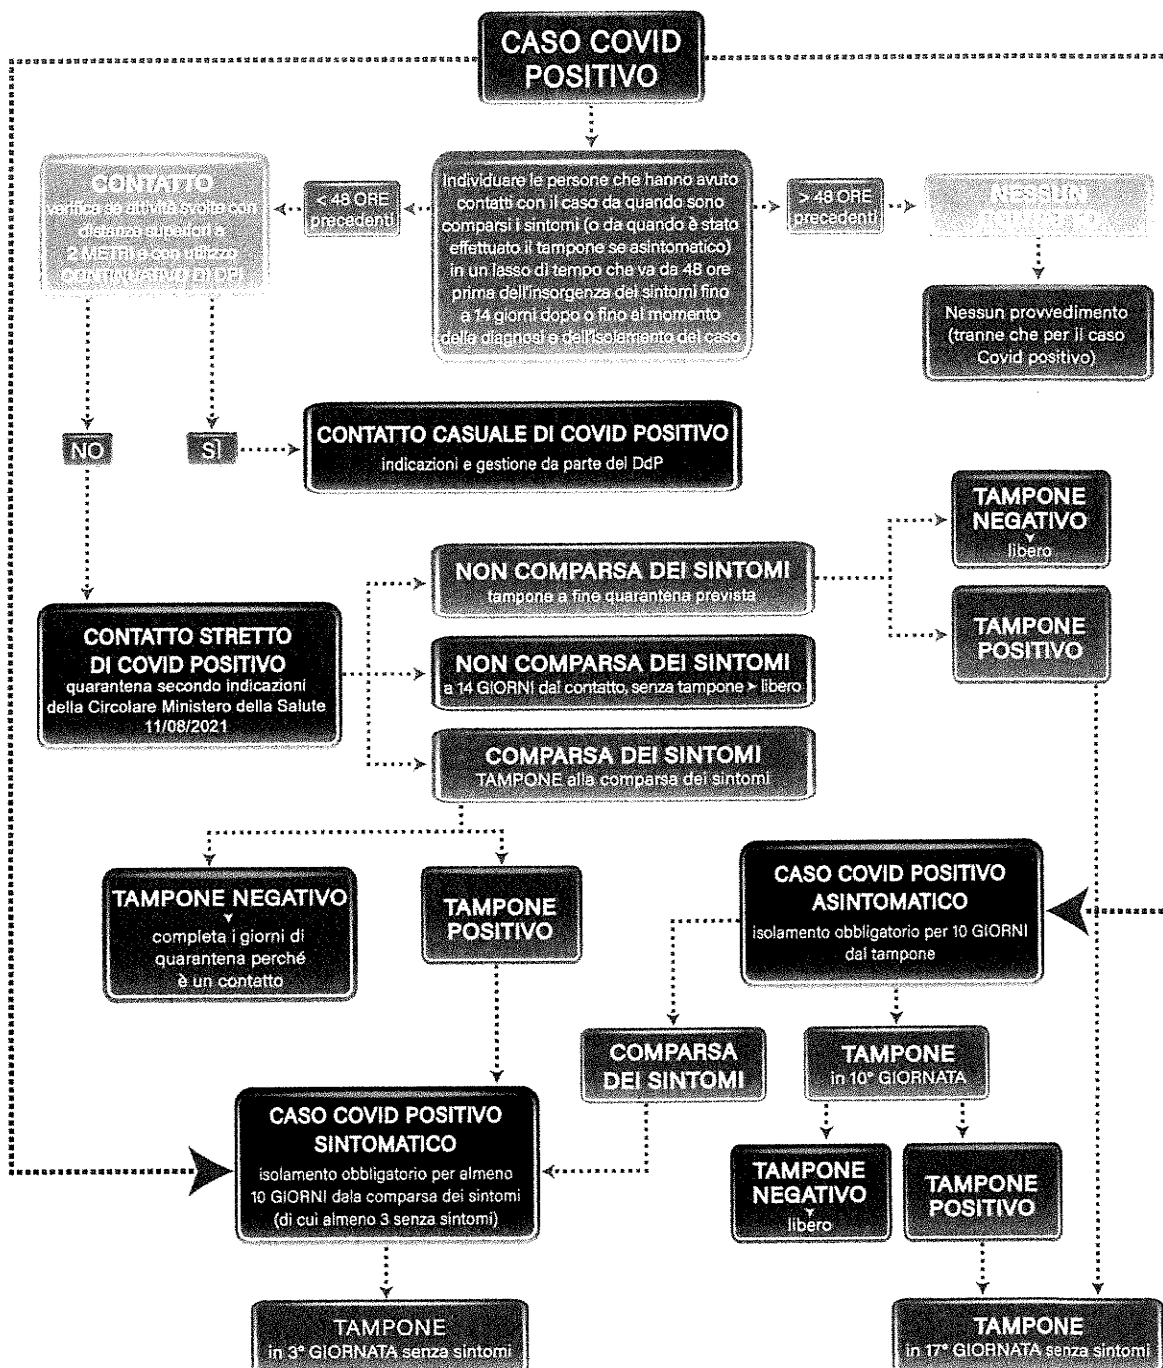 CASO COVID
POSITIVO
CONTATTO
verifica se attività svolte con
distanze superiori a
2 METRI e con utilizzo
CONTINUATIVO DI DPI
< 48 ORE
precedenti
Individuare le persone che hanno avuto
contatti con il caso da quando sono
comparsi i sintomi (o da quando è stato
effettuato il tampone se asintomatico)
in un lasso di tempo che va da 48 ore
prima dell'insorgenza dei sintomi fino
a 14 giorni dopo o fino al momento
della diagnosi e dell'isolamento del caso
> 48 ORE
precedenti
NESSUN
CONTATTO
Nessun provvedimento
(tranne che per il caso
Covid positivo)
NO
SÌ
CONTATTO CASUALE DI COVID POSITIVO
indicazioni e gestione da parte del DdP
CONTATTO STRETTO
DI COVID POSITIVO
quarantena secondo indicazioni
della Circolare Ministero della Salute
11/08/2021
NON COMPARSA DEI SINTOMI
tampone a fine quarantena prevista
NON COMPARSA DEI SINTOMI
a 14 GIORNI dal contatto, senza tampone ➤ libero
COMPARSA DEI SINTOMI
TAMPONE alla comparsa dei sintomi
TAMPONE
NEGATIVO
libero
TAMPONE
POSITIVO
TAMPONE NEGATIVO
completa i giorni di
quarantena perché
è un contatto
TAMPONE
POSITIVO
CASO COVID POSITIVO
ASINTOMATICO
isolamento obbligatorio per 10 GIORNI
dal tampone
COMPARSA
DEI SINTOMI
TAMPONE
in 10° GIORNATA
CASO COVID POSITIVO
SINTOMATICO
isolamento obbligatorio per almeno
10 GIORNI dala comparsa dei sintomi
(di cui almeno 3 senza sintomi)
TAMPONE
NEGATIVO
libero
TAMPONE
POSITIVO
TAMPONE
in 3° GIORNATA senza sintomi
TAMPONE
in 17° GIORNATA senza sintomi